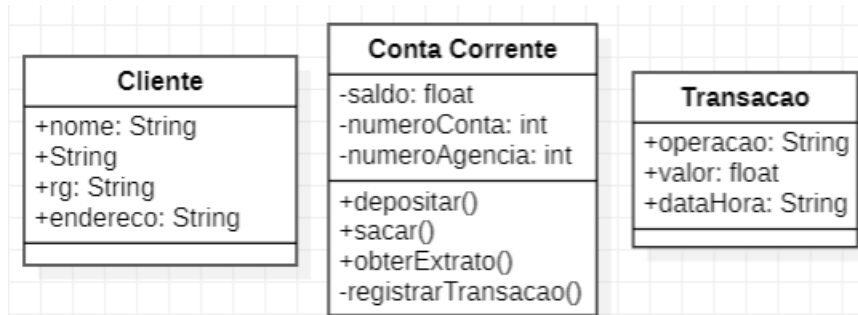 Cliente
+nome: String
+String
+rg: String
+endereco: String
Conta Corrente
-saldo: float
-numeroConta: int
-numeroAgencia: int
+depositar()
+sacar()
+obterExtrato()
-registrarTransacao()
Transacao
+operacao: String
+valor: float
+dataHora: String